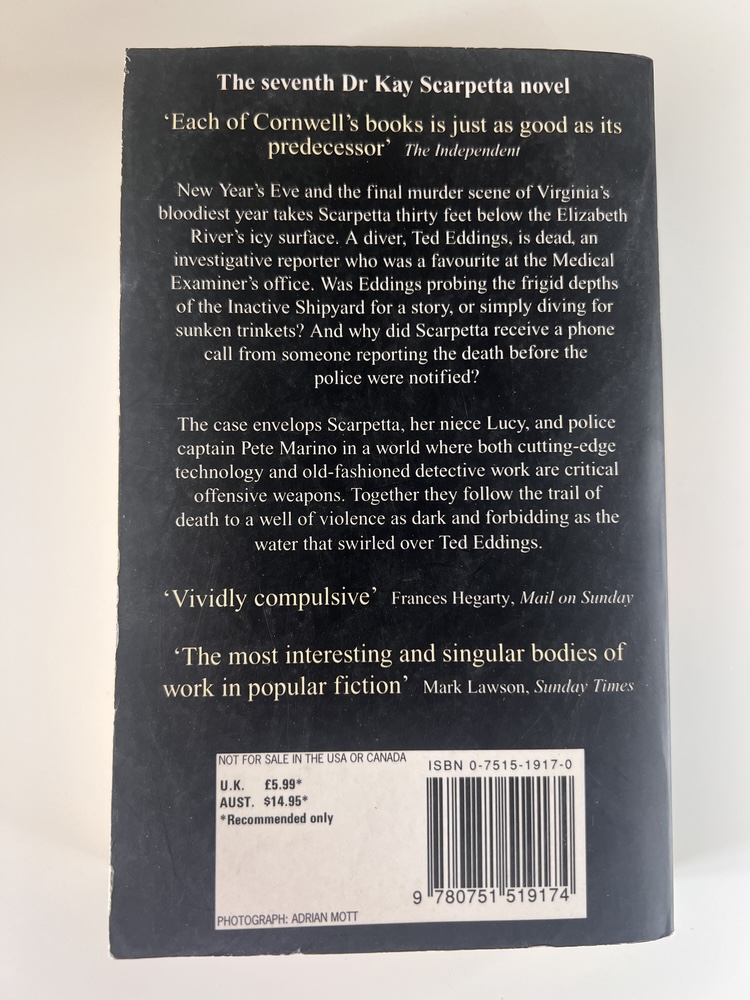 The seventh Dr Kay Scarpetta novel
‘Each of Cornwell’s books is just as good as its
predecessor’ The Independent
New Year’s Eve and the final murder scene of Virginia’s
bloodiest year takes Scarpetta thirty feet below the Elizabeth
River’s icy surface. A diver, Ted Eddings, is dead, an
investigative reporter who was a favourite at the Medical
Examiner’s office. Was Eddings probing the frigid depths
of the Inactive Shipyard for a story, or simply diving for
sunken trinkets? And why did Scarpetta receive a phone
call from someone reporting the death before the
police were notified?
The case envelops Scarpetta, her niece Lucy, and police
captain Pete Marino in a world where both cutting-edge
technology and old-fashioned detective work are critical
offensive weapons. Together they follow the trail of
death to a well of violence as dark and forbidding as the
water that swirled over Ted Eddings.
‘Vividly compulsive’ Frances Hegarty, Mail on Sunday
‘The most interesting and singular bodies of
work in popular fiction’ Mark Lawson, Sunday Times
NOT FOR SALE IN THE USA OR CANADA
U.K. £5.99*
AUST. $14.95*
*Recommended only
PHOTOGRAPH: ADRIAN MOTT
ISBN 0-7515-1917-0
9 780751 519174